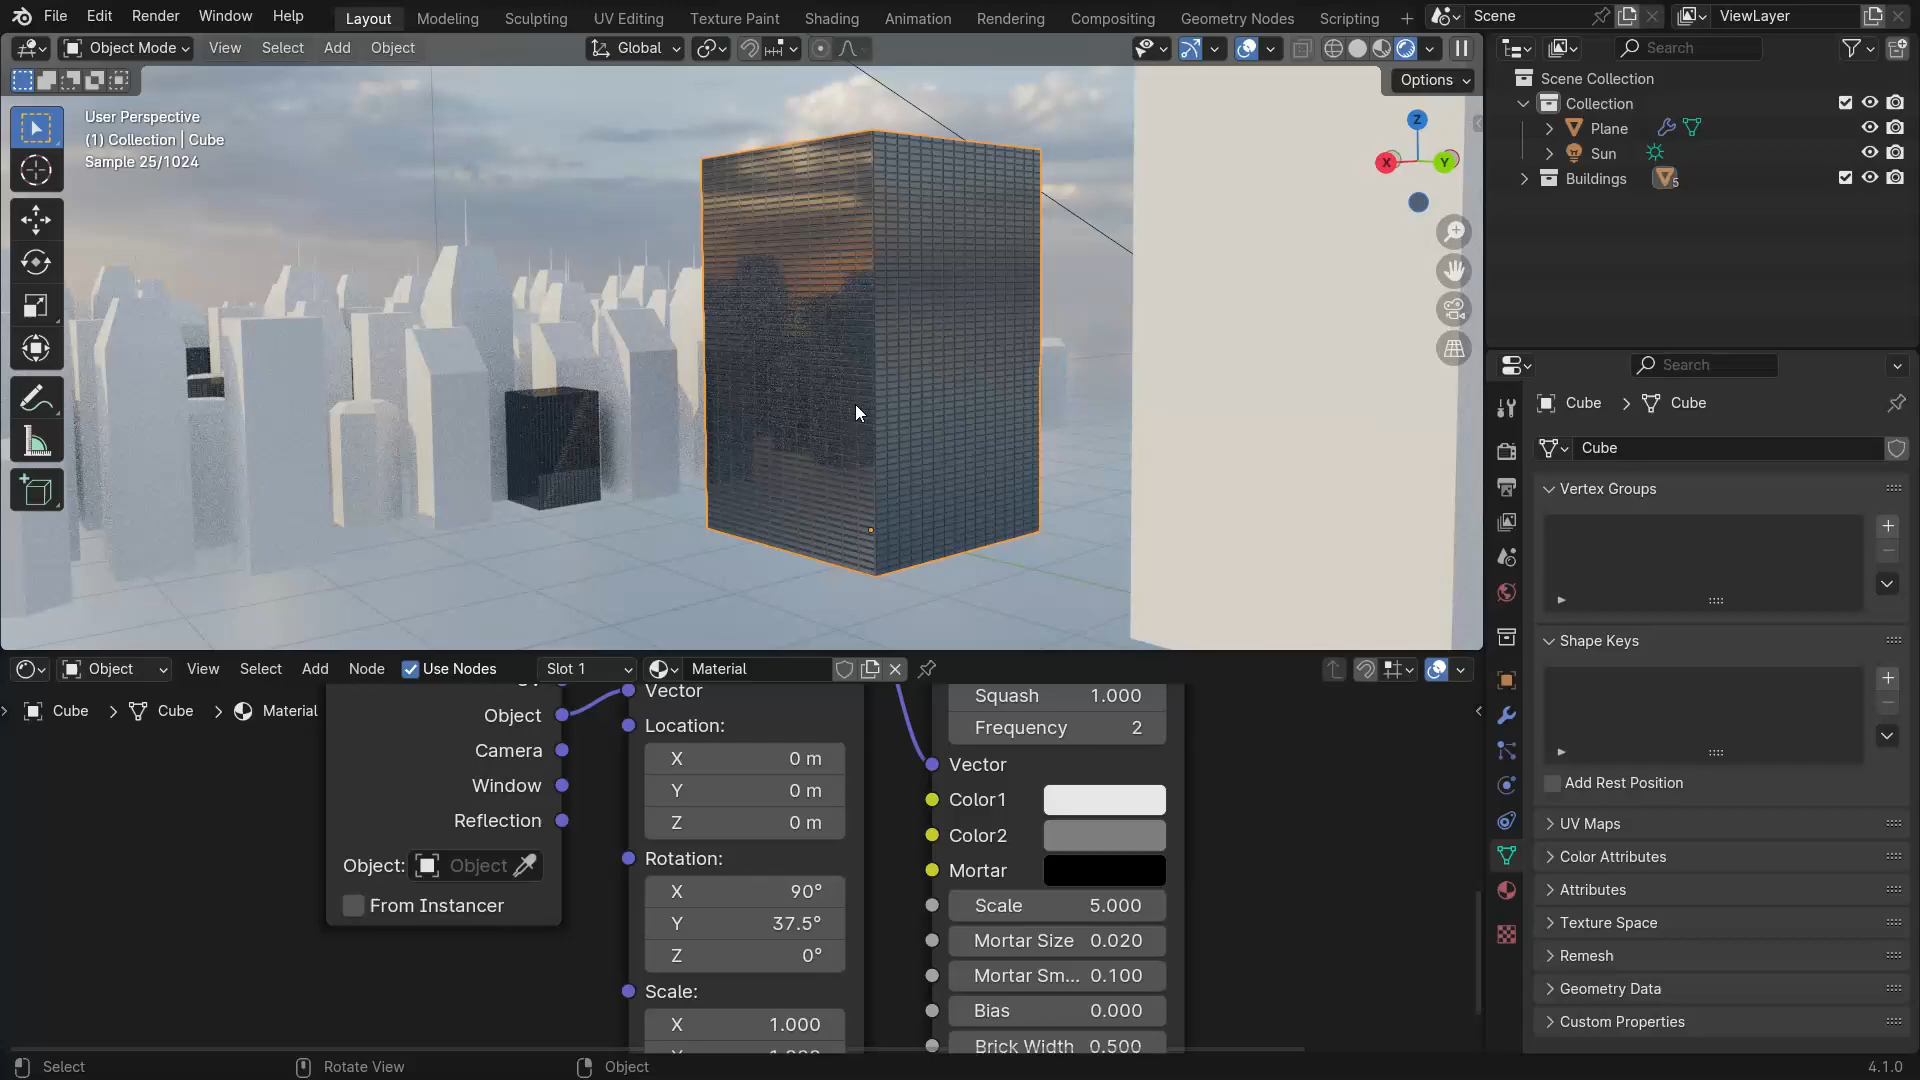 File Edit Render Window Help Layout Modeling Sculpting UV Editing Texture Paint Shading Animation Rendering Compositing Geometry Nodes Scripting Scene ViewLayer
Object Mode View Select Add Object Global Search
Options
User Perspective
(1) Collection | Cube
Sample 25/1024
Z
X
Y
Scene Collection
Collection
Plane
Sun
Buildings
5
Search
Cube Cube
Cube
Vertex Groups
Shape Keys
Add Rest Position
UV Maps
Color Attributes
Attributes
Texture Space
Remesh
Geometry Data
Custom Properties
Object View Select Add Node Use Nodes Slot 1 Material
Cube Cube Material
Object
Camera
Window
Reflection
Object: Object
From Instancer
Vector
Location:
X 0 m
Y 0 m
Z 0 m
Rotation:
X 90°
Y 37.5°
Z 0°
Scale:
X 1.000
Squash 1.000
Frequency 2
Vector
Color1
Color2
Mortar
Scale 5.000
Mortar Size 0.020
Mortar Sm... 0.100
Bias 0.000
Brick Width 0.500
Select Rotate View Object 4.1.0